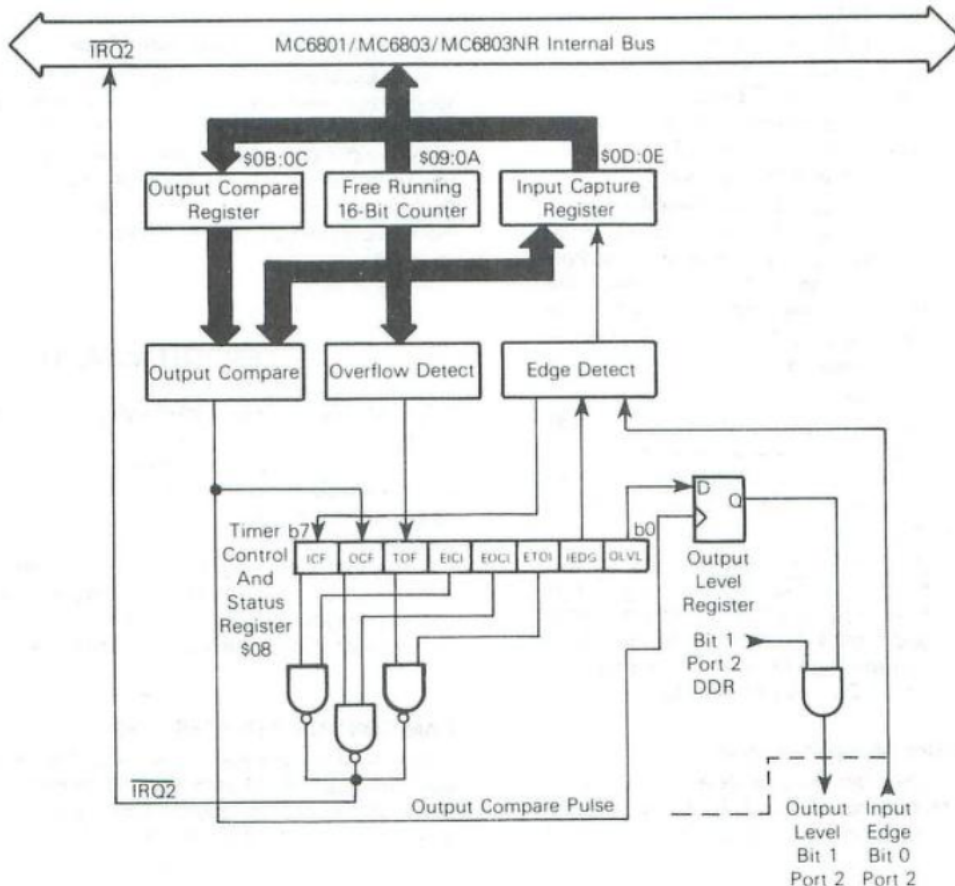 MC6801/MC6803/MC6803NR Internal Bus
IRQ2
$0B:0C
$09:0A
$0D:0E
Output Compare
Register
Free Running
16-Bit Counter
Input Capture
Register
Output Compare
Overflow Detect
Edge Detect
Timer
Control
And
Status
Register
$08
b7
b0
ICF
OCF
TOF
EICI
EOCI
ETOI
IEDG
OLVL
D
Q
Output
Level
Register
Bit 1
Port 2
DDR
IRQ2
Output Compare Pulse
Output
Level
Bit 1
Port 2
Input
Edge
Bit 0
Port 2